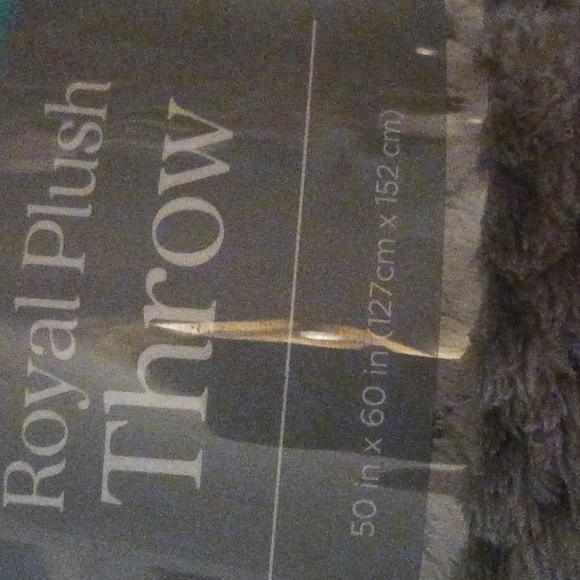 Royal Plush
Throw
50 in x 60 in (127cm x 152 cm)